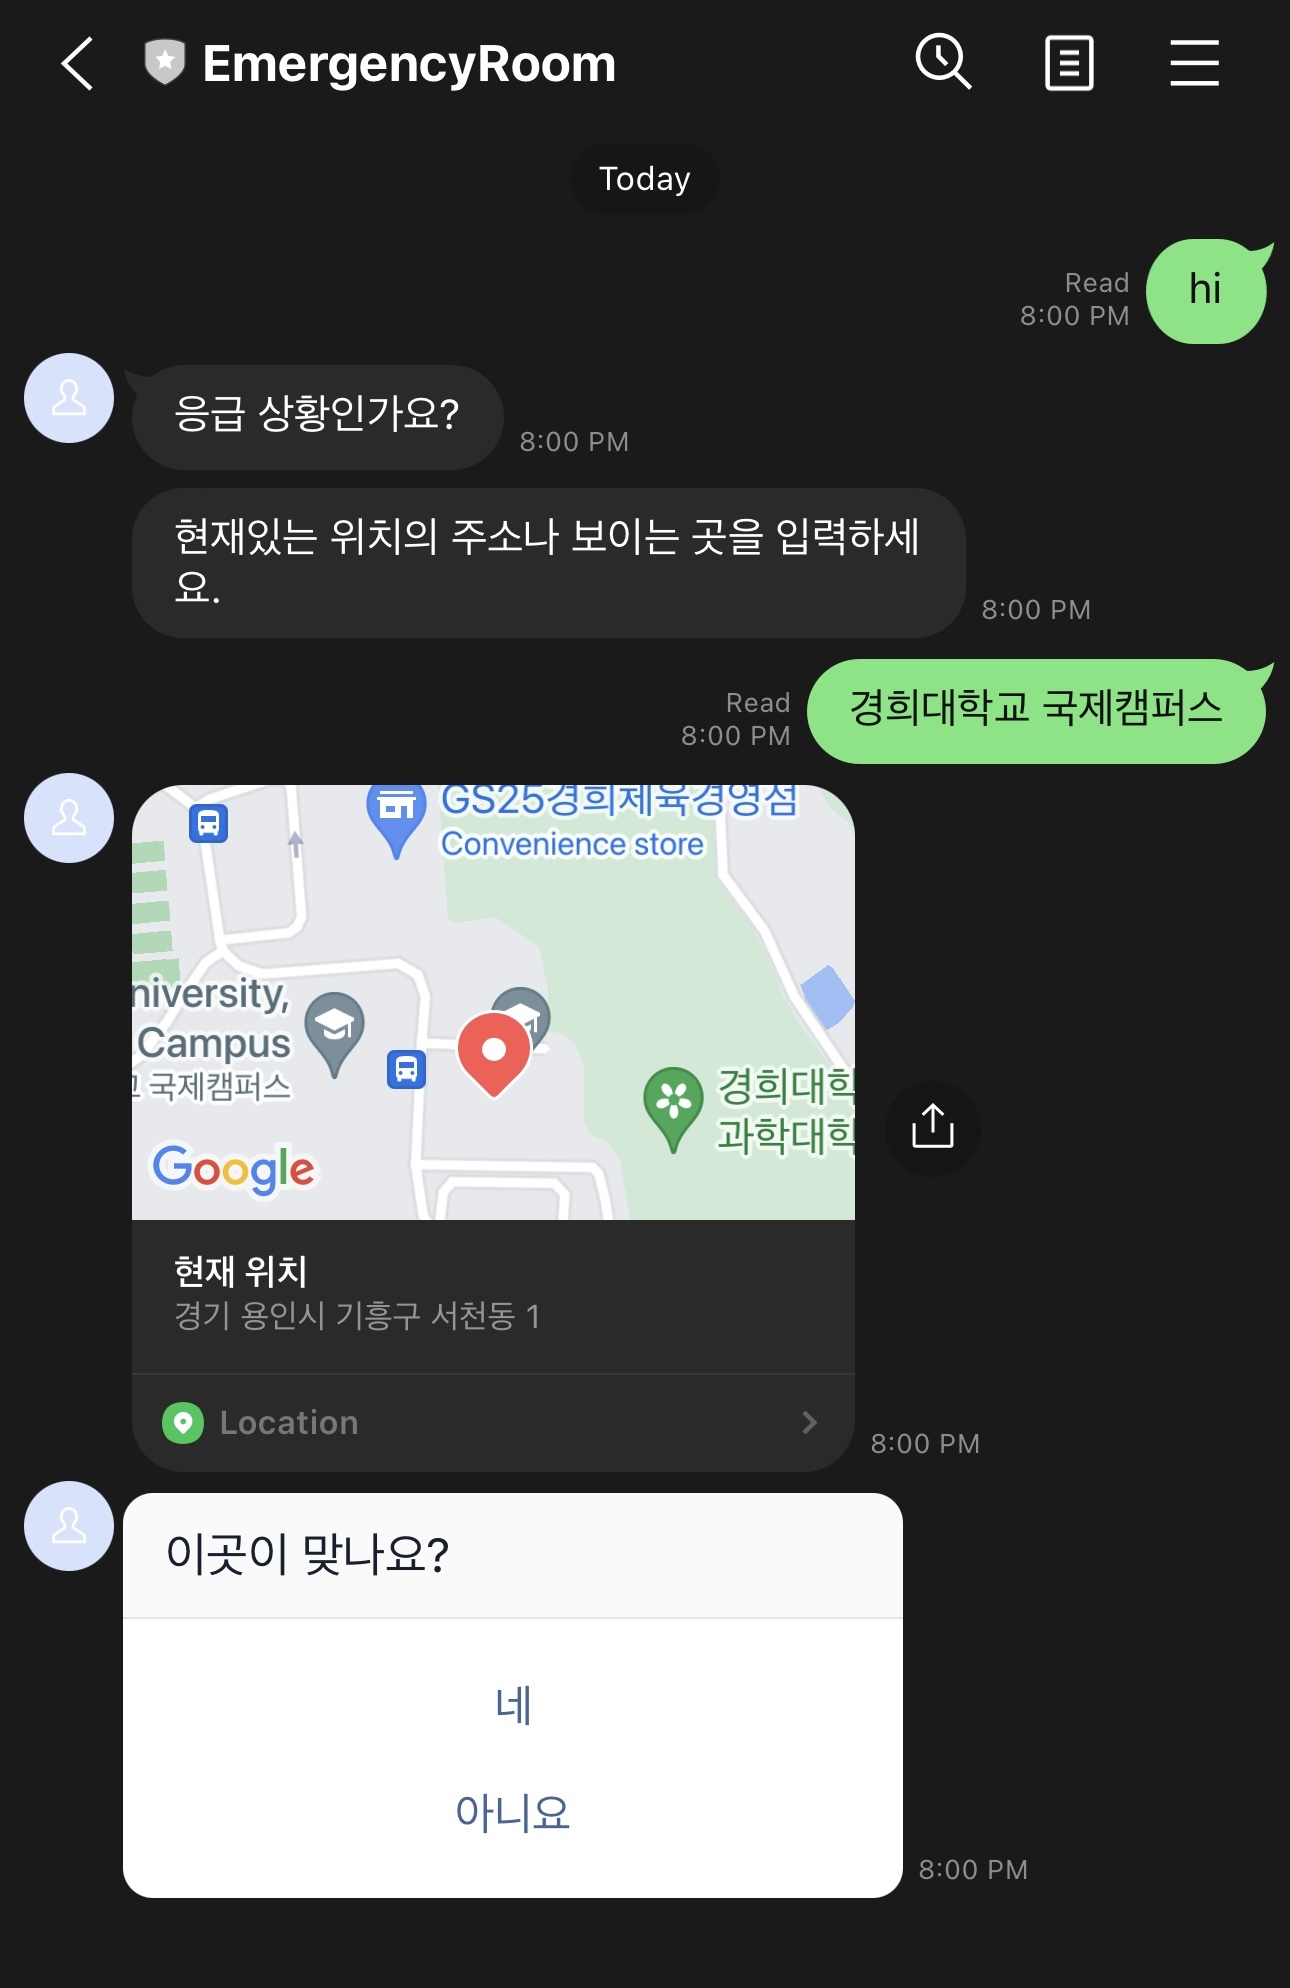 EmergencyRoom
Today
hi
Read
8:00 PM
응급 상황인가요?
8:00 PM
현재있는 위치의 주소나 보이는 곳을 입력하세
요.
8:00 PM
경희대학교 국제캠퍼스
Read
8:00 PM
GS25경희체육경영점
Convenience store
niversity,
Campus
국제캠퍼스
경희대학
과학대학
Google
현재 위치
경기 용인시 기흥구 서천동 1
Location
8:00 PM
이곳이 맞나요?
네
아니요
8:00 PM